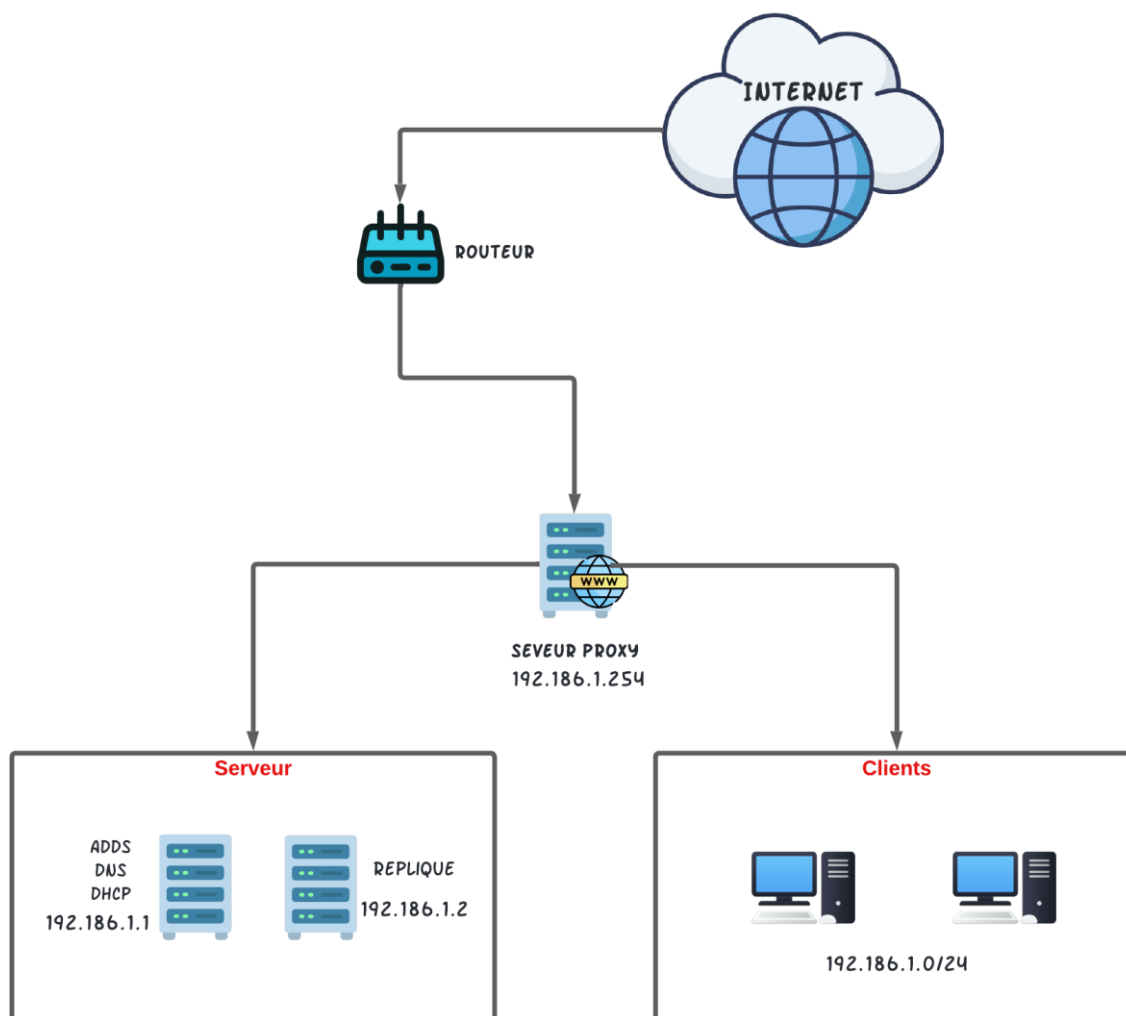 INTERNET
ROUTEUR
WWW
SEVEUR PROXY
192.186.1.254
Serveur
ADDS
DNS
DHCP
192.186.1.1
REPLIQUE
192.186.1.2
Clients
192.186.1.0/24